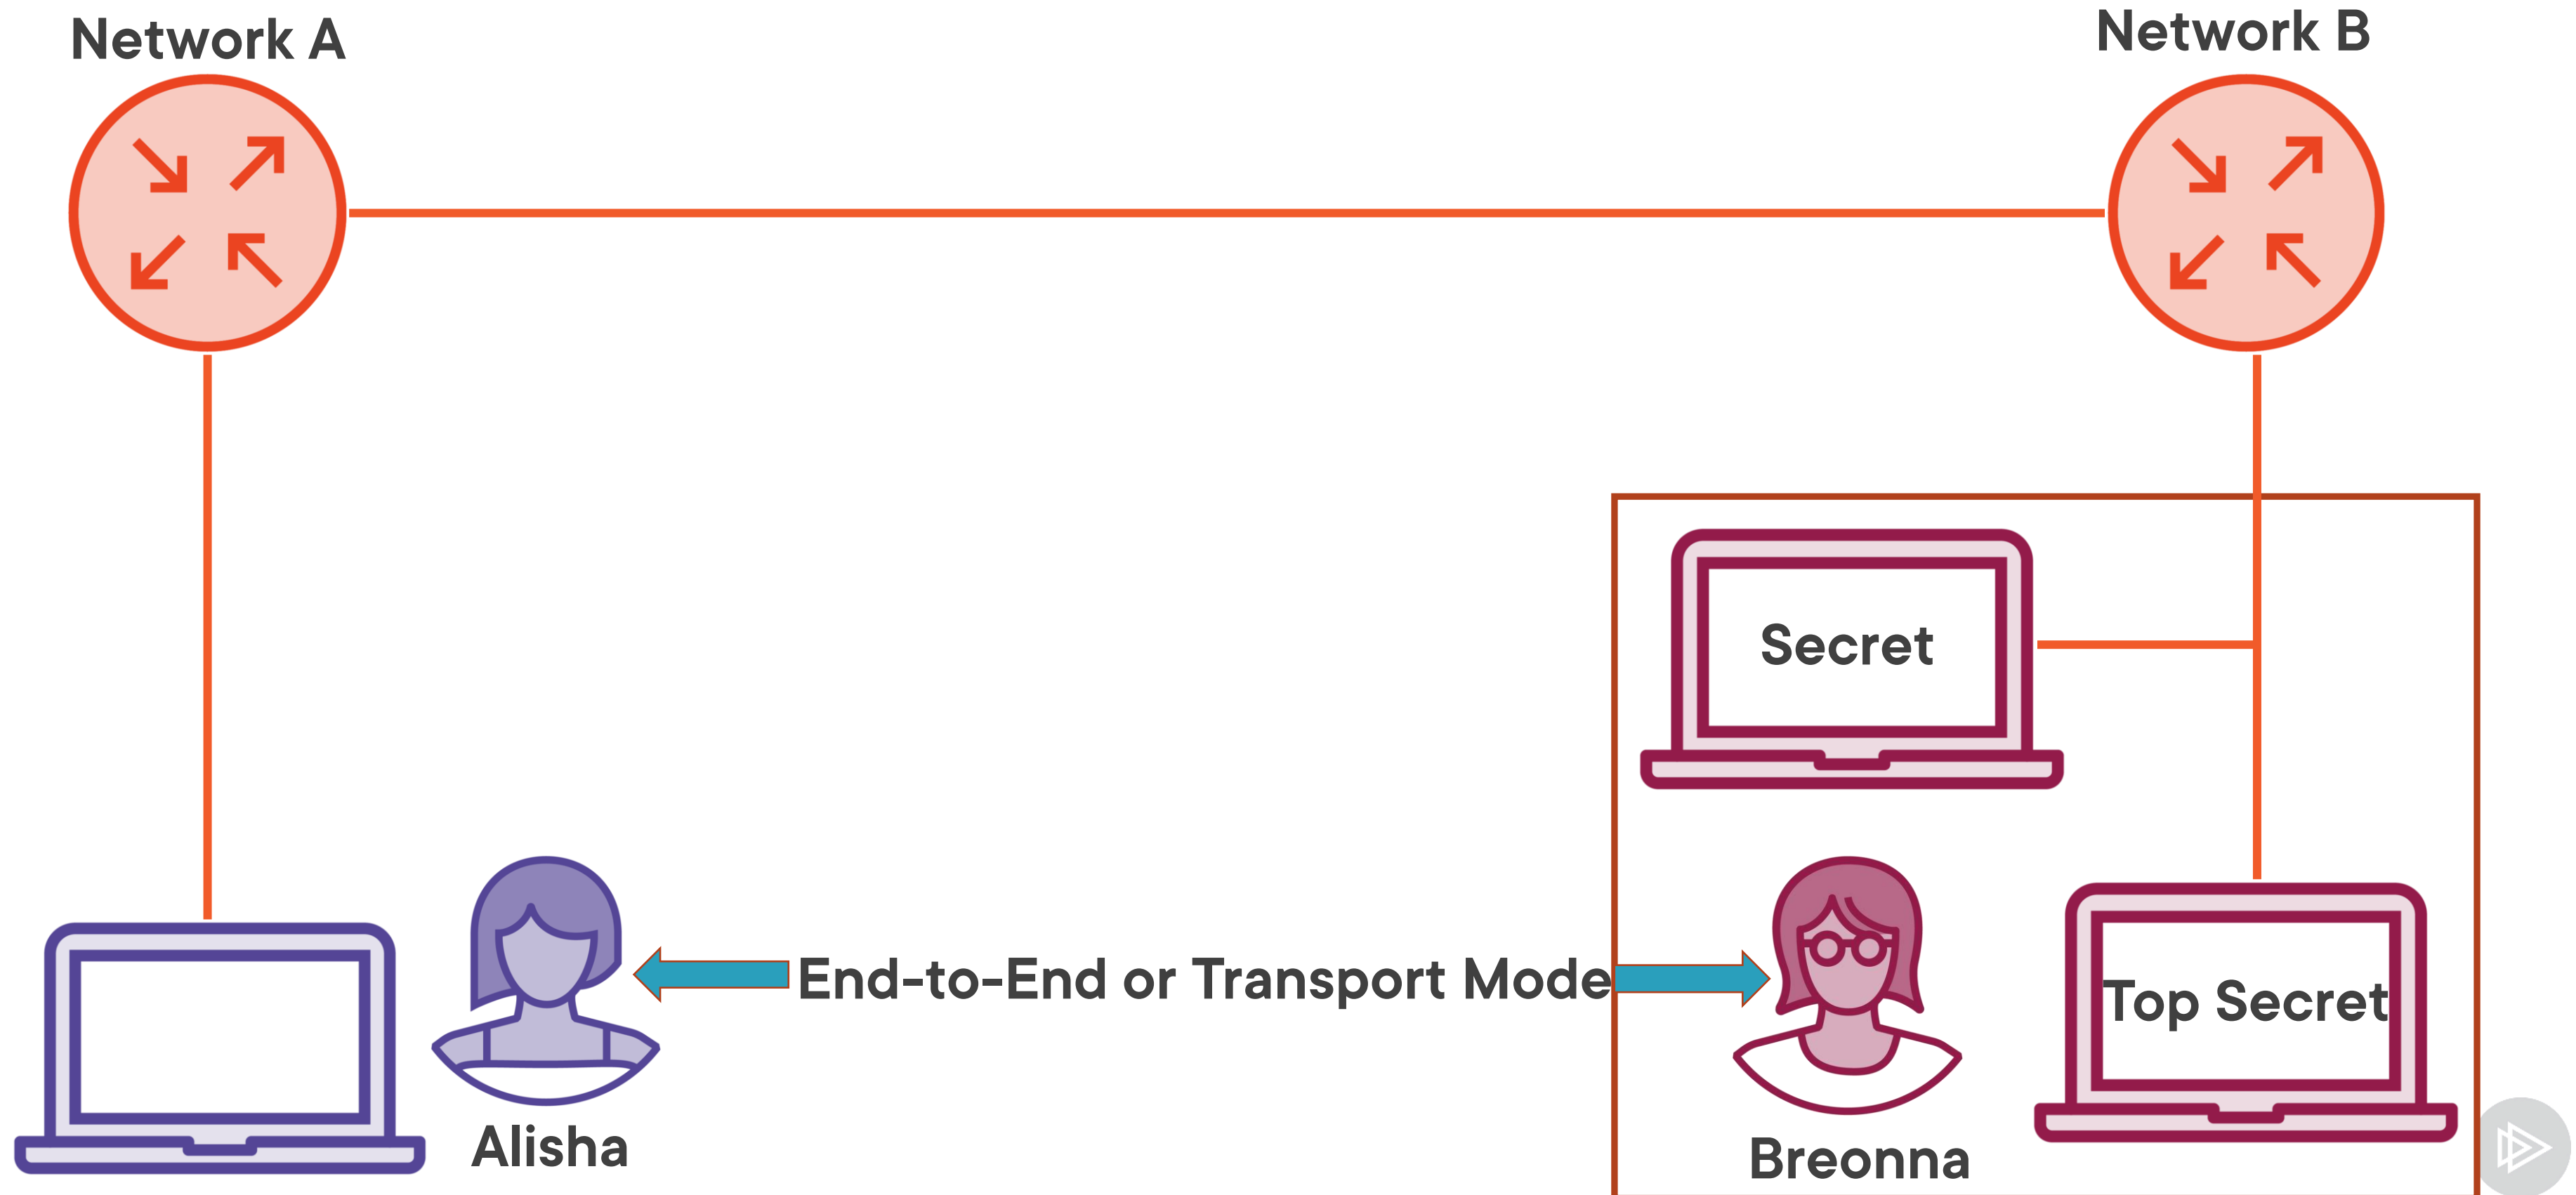 Network A
Network B
Secret
End-to-End or Transport Mode
Top Secret
Alisha
Breonna